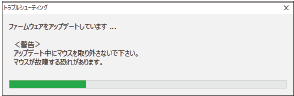 トラブルシューティング
ファームウェアをアップデートしています ...
＜警告＞
アップデート中にマウスを取り外さないで下さい。
マウスが故障する恐れがあります。